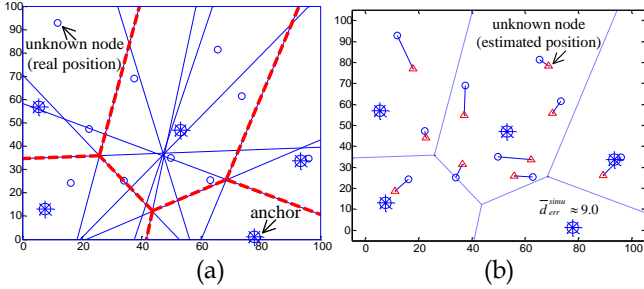 100
90
80
70
60
50
40
30
20
10
0
0 20 40 60 80 100
unknown node
(real position)
anchor
(a)
100
90
80
70
60
50
40
30
20
10
0
0 20 40 60 80 100
unknown node
(estimated position)
d̅ₑᵣᵣˢⁱᵐᵘ ≈ 9.0
(b)